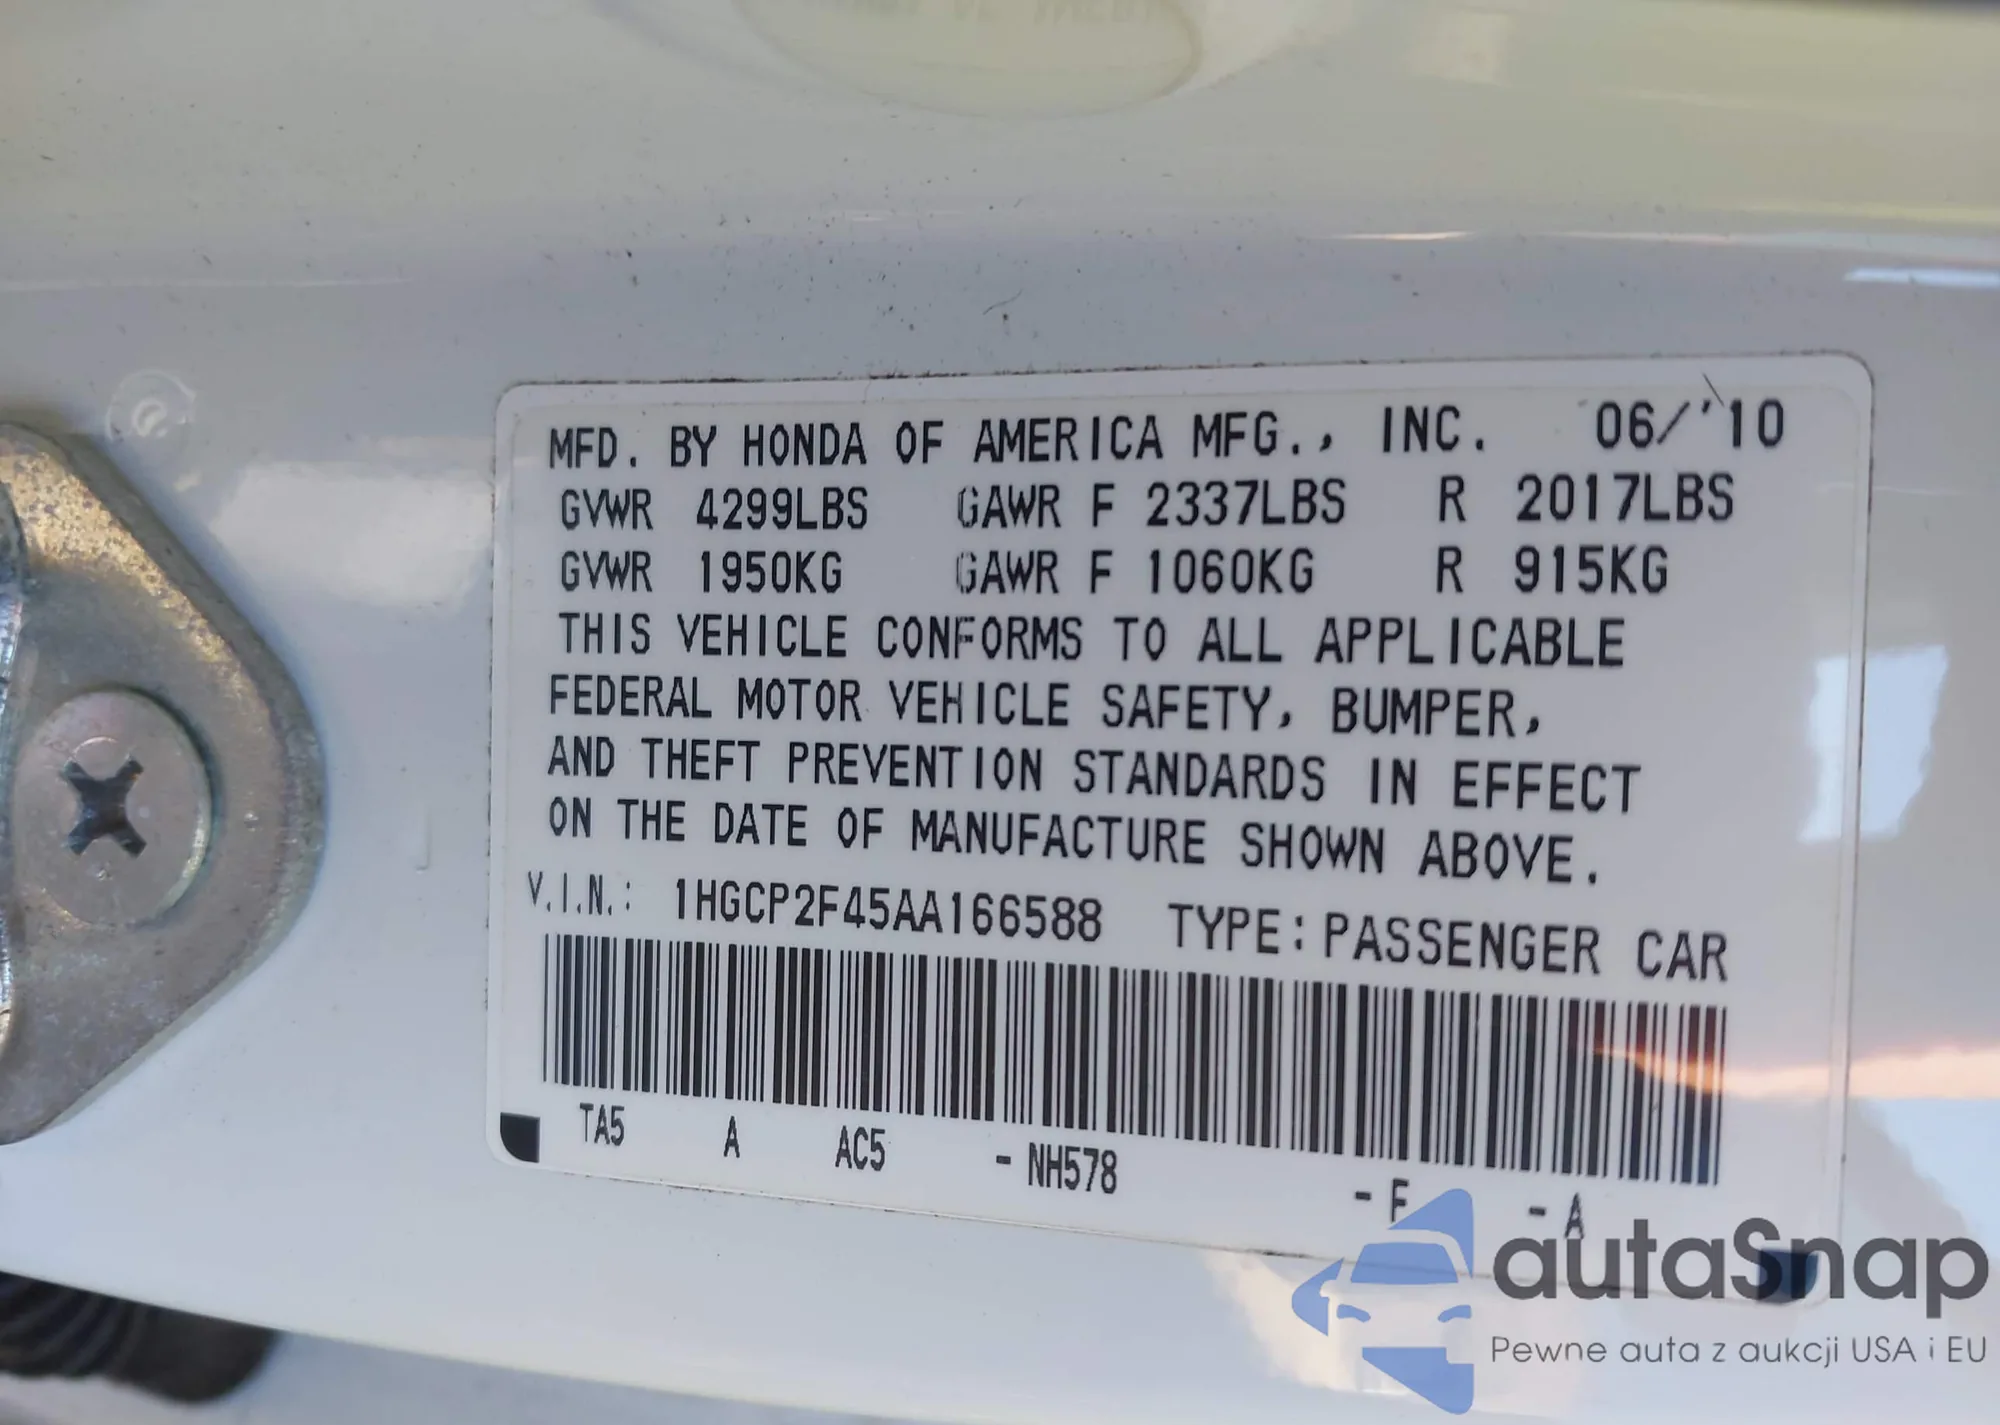 MFD. BY HONDA OF AMERICA MFG., INC. 06/'10
GVWR 4299LBS GAWR F 2337LBS R 2017LBS
GVWR 1950KG GAWR F 1060KG R 915KG
THIS VEHICLE CONFORMS TO ALL APPLICABLE
FEDERAL MOTOR VEHICLE SAFETY, BUMPER,
AND THEFT PREVENTION STANDARDS IN EFFECT
ON THE DATE OF MANUFACTURE SHOWN ABOVE.
V.I.N.: 1HGCP2F45AA166588 TYPE: PASSENGER CAR
TA5 A AC5 - NH578 - F - A
autaSnap
Pewne auta z aukcji USA i EU